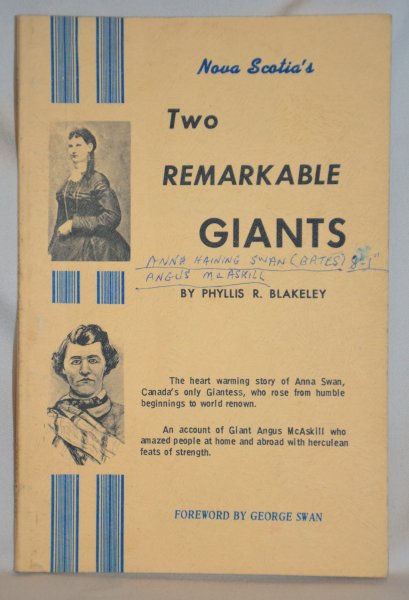 Nova Scotia's
Two
REMARKABLE
GIANTS
ANNA HAINING SWAN (BATES) 8'-1"
ANGUS McASKILL
BY PHYLLIS R. BLAKELEY
The heart warming story of Anna Swan,
Canada's only Giantess, who rose from humble
beginnings to world renown.
An account of Giant Angus McAskill who
amazed people at home and abroad with herculean
feats of strength.
FOREWORD BY GEORGE SWAN